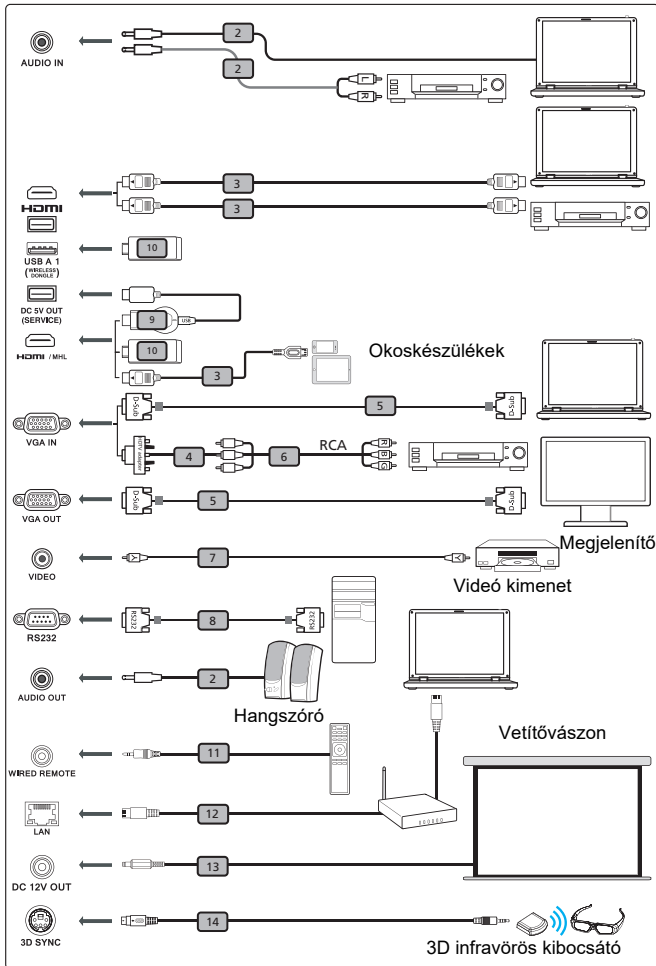 AUDIO IN
2
2
L
R
HDMI
3
3
USB A 1
(WIRELESS DONGLE)
10
DC 5V OUT
(SERVICE)
9
USB
HDMI / MHL
10
3
Okoskészülékek
VGA IN
D-Sub
5
D-Sub
HDTV adapter
4
6
RCA
R
B
G
VGA OUT
D-Sub
5
D-Sub
Megjelenítő
VIDEO
Y
7
Y
Videó kimenet
RS232
RS232
8
RS232
AUDIO OUT
2
Hangszóró
WIRED REMOTE
11
Vetítővászon
LAN
12
DC 12V OUT
13
3D SYNC
14
3D infravörös kibocsátó